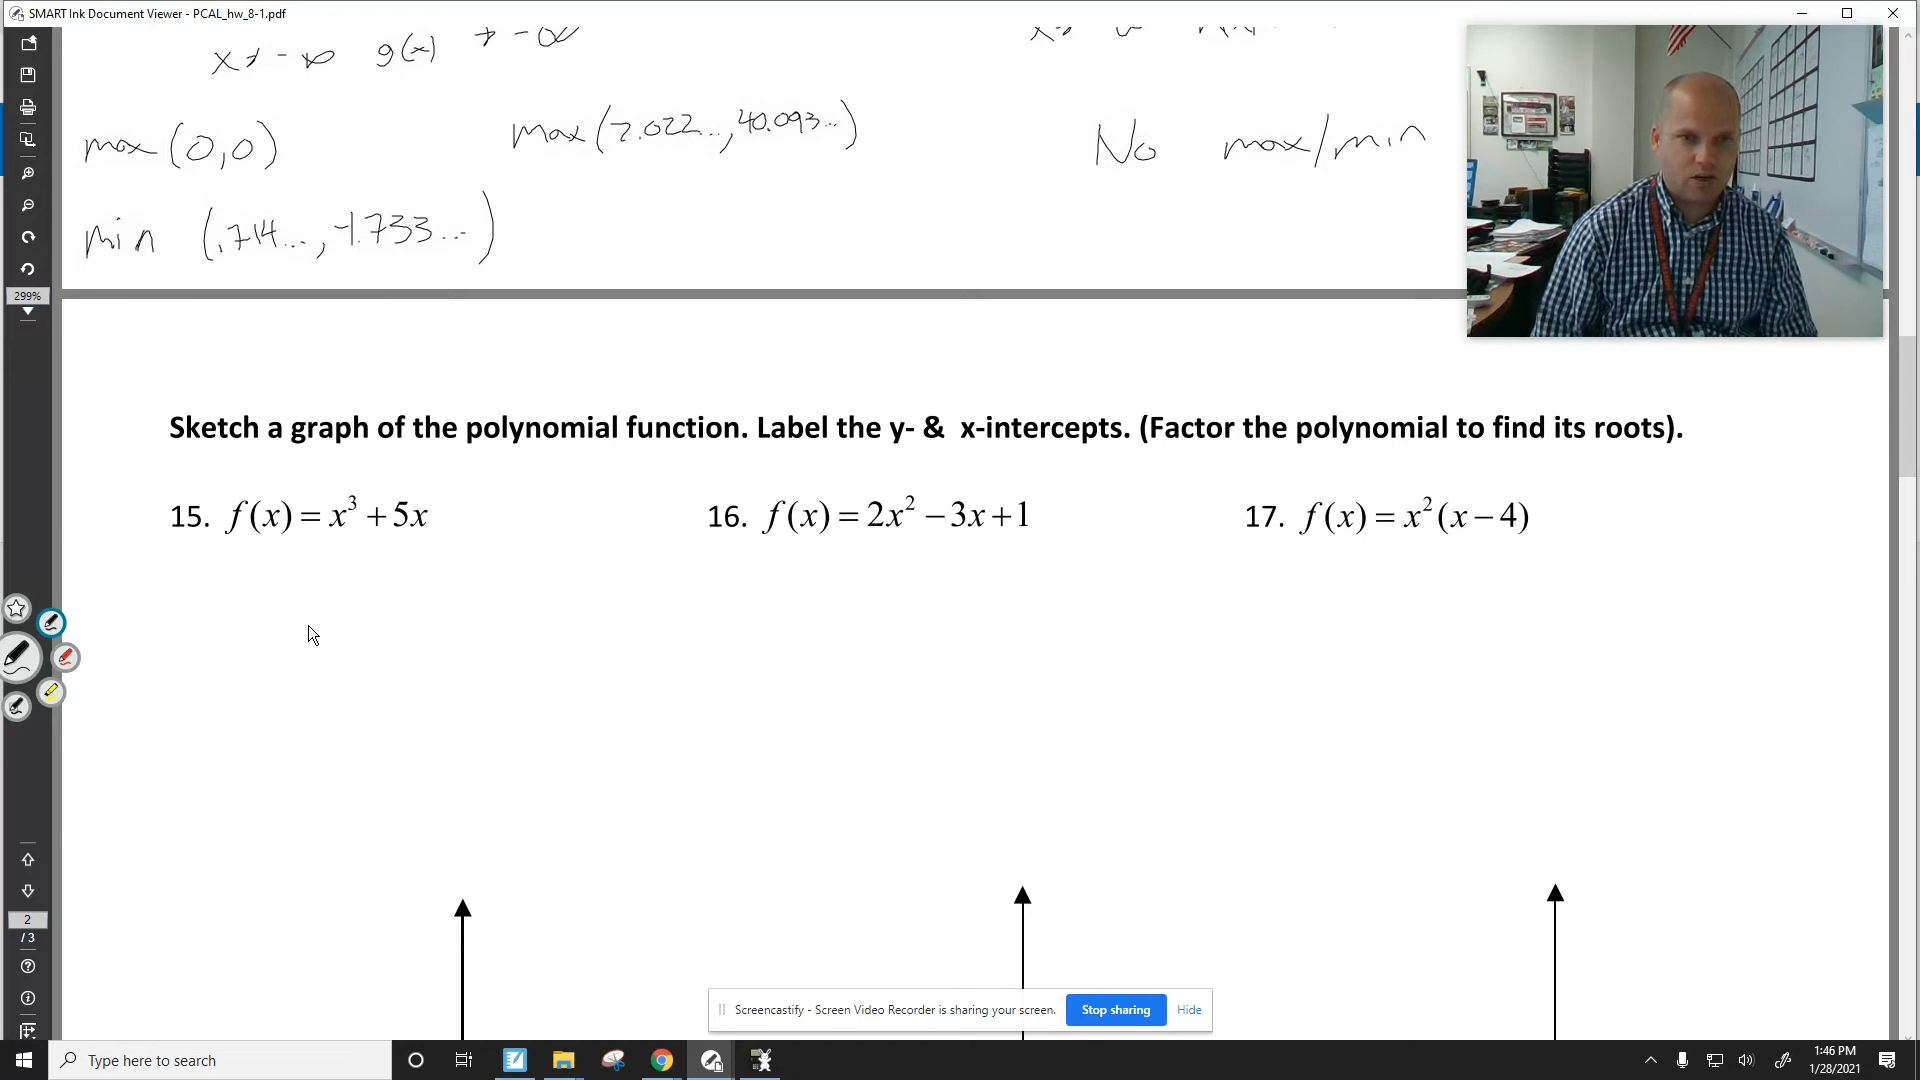 SMART Ink Document Viewer - PCAL_hw_8-1.pdf
x → -∞ g(x) → -∞
max (0,0)
max (7.022..., 40.093...)
No max/min
min (.714..., -1.733...)
299%
Sketch a graph of the polynomial function. Label the y- & x-intercepts. (Factor the polynomial to find its roots).
15. f(x) = x³ + 5x
16. f(x) = 2x² − 3x + 1
17. f(x) = x²(x − 4)
2
/ 3
Screencastify - Screen Video Recorder is sharing your screen.
Stop sharing
Hide
Type here to search
1:46 PM
1/28/2021